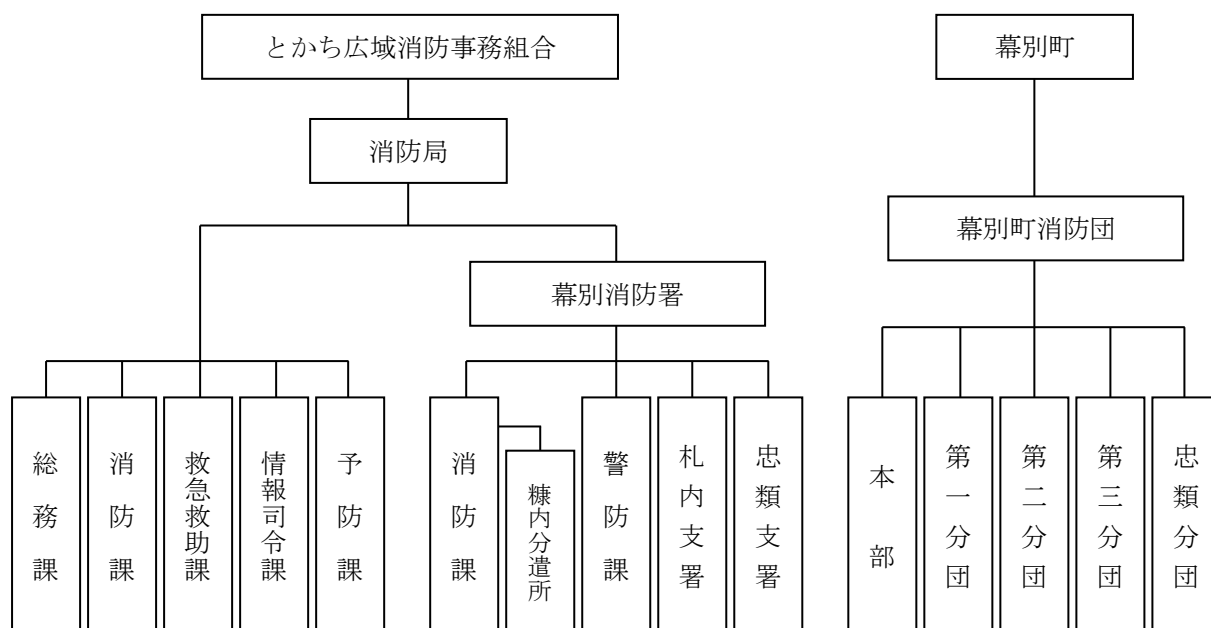 とかち広域消防事務組合
幕別町
消防局
幕別町消防団
幕別消防署
総務課
消防課
救急救助課
情報司令課
予防課
消防課
糠内分遣所
警防課
札内支署
忠類支署
本部
第一分団
第二分団
第三分団
忠類分団